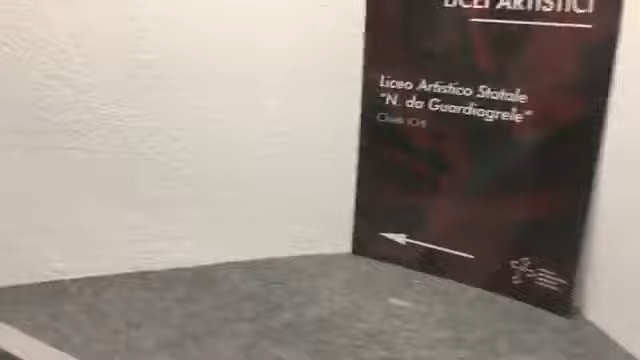 LICEI ARTISTICI
Liceo Artistico Statale
"N. da Guardiagrele"